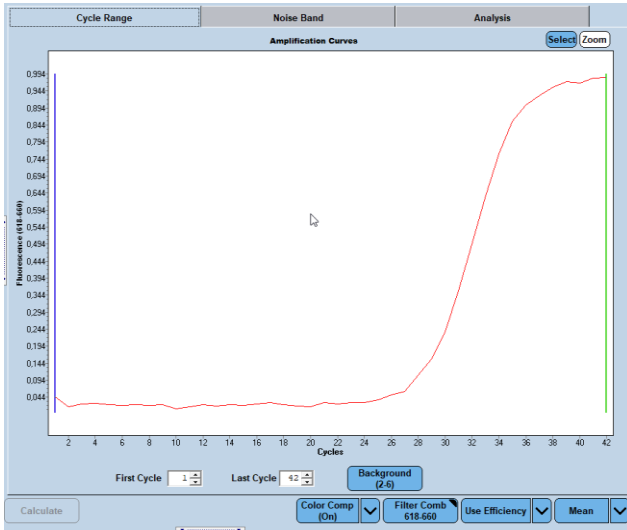 Cycle Range Noise Band Analysis
Amplification Curves
Select Zoom
0,994
0,944
0,894
0,844
0,794
0,744
0,694
0,644
0,594
0,544
0,494
0,444
0,394
0,344
0,294
0,244
0,194
0,144
0,094
0,044
Fluorescence (618-660)
2 4 6 8 10 12 14 16 18 20 22 24 26 28 30 32 34 36 38 40 42
Cycles
First Cycle 1 Last Cycle 42 Background
(2-6)
Calculate Color Comp
(On) Filter Comb
618-660 Use Efficiency Mean